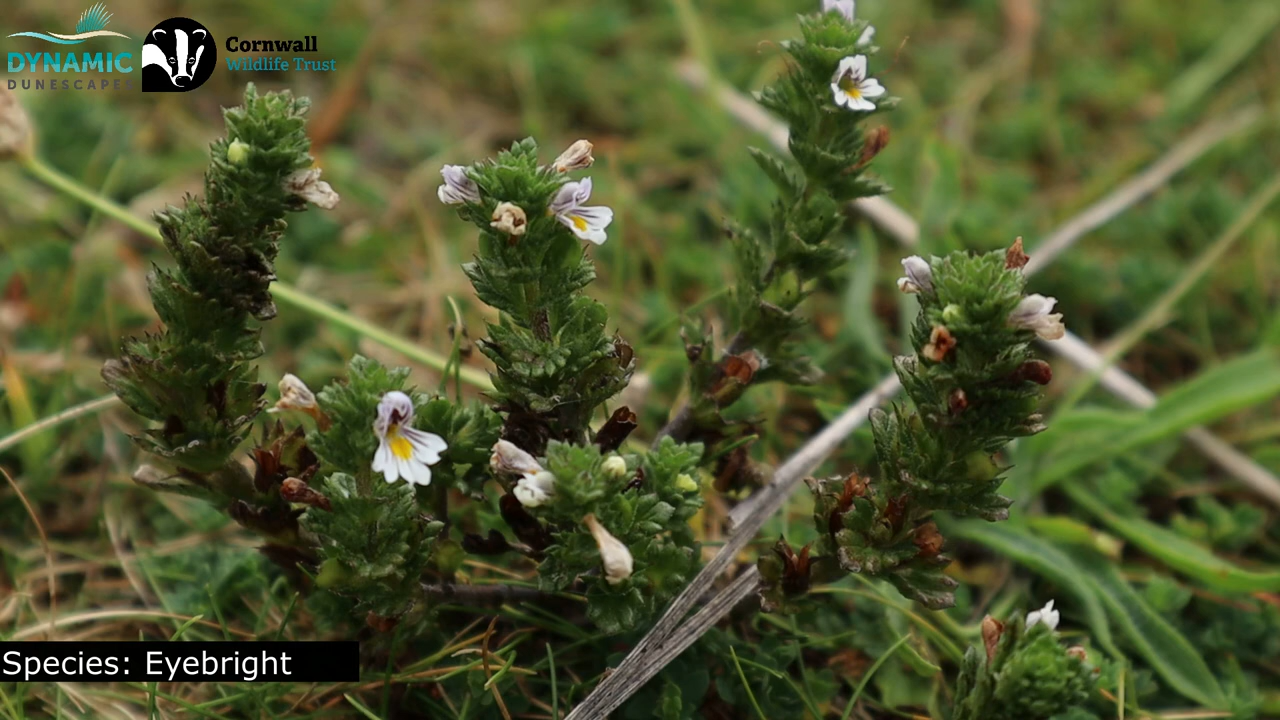 DYNAMIC
DUNESCAPES
Cornwall
Wildlife Trust
Species: Eyebright